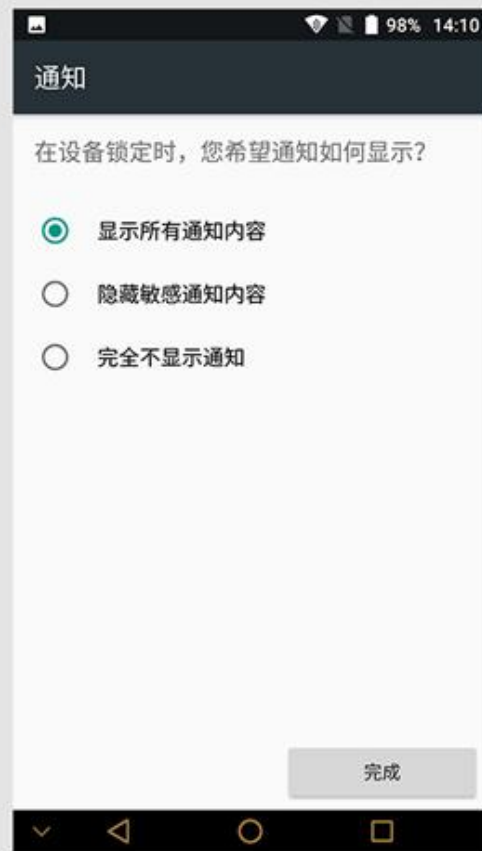 98% 14:10
通知
在设备锁定时，您希望通知如何显示？
显示所有通知内容
隐藏敏感通知内容
完全不显示通知
完成